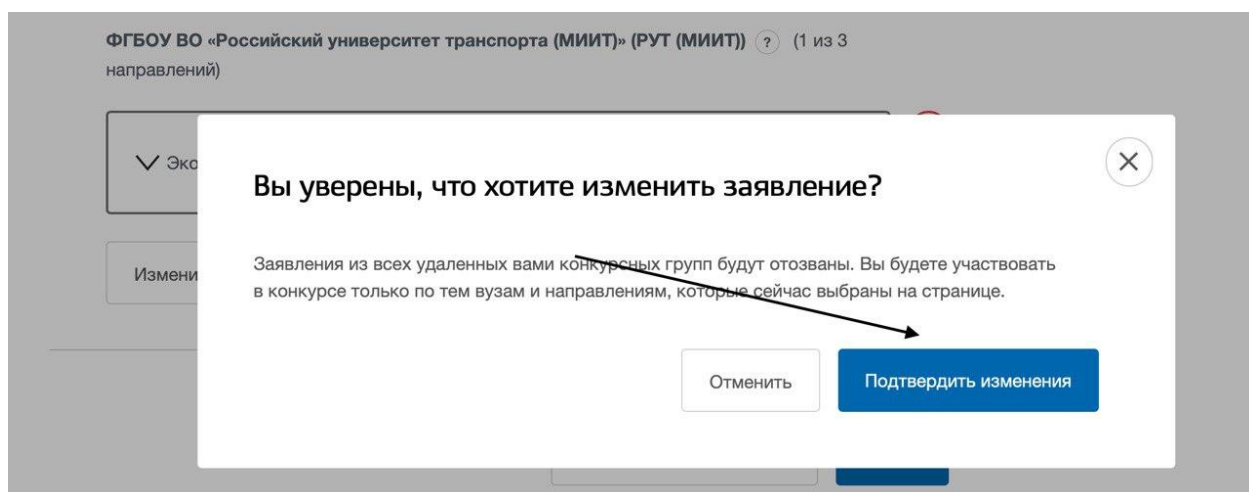 ФГБОУ ВО «Российский университет транспорта (МИИТ)» (РУТ (МИИТ)) ? (1 из 3
направлений)
Эко
Вы уверены, что хотите изменить заявление?
Измени
Заявления из всех удаленных вами конкурсных групп будут отозваны. Вы будете участвовать
в конкурсе только по тем вузам и направлениям, которые сейчас выбраны на странице.
Отменить
Подтвердить изменения